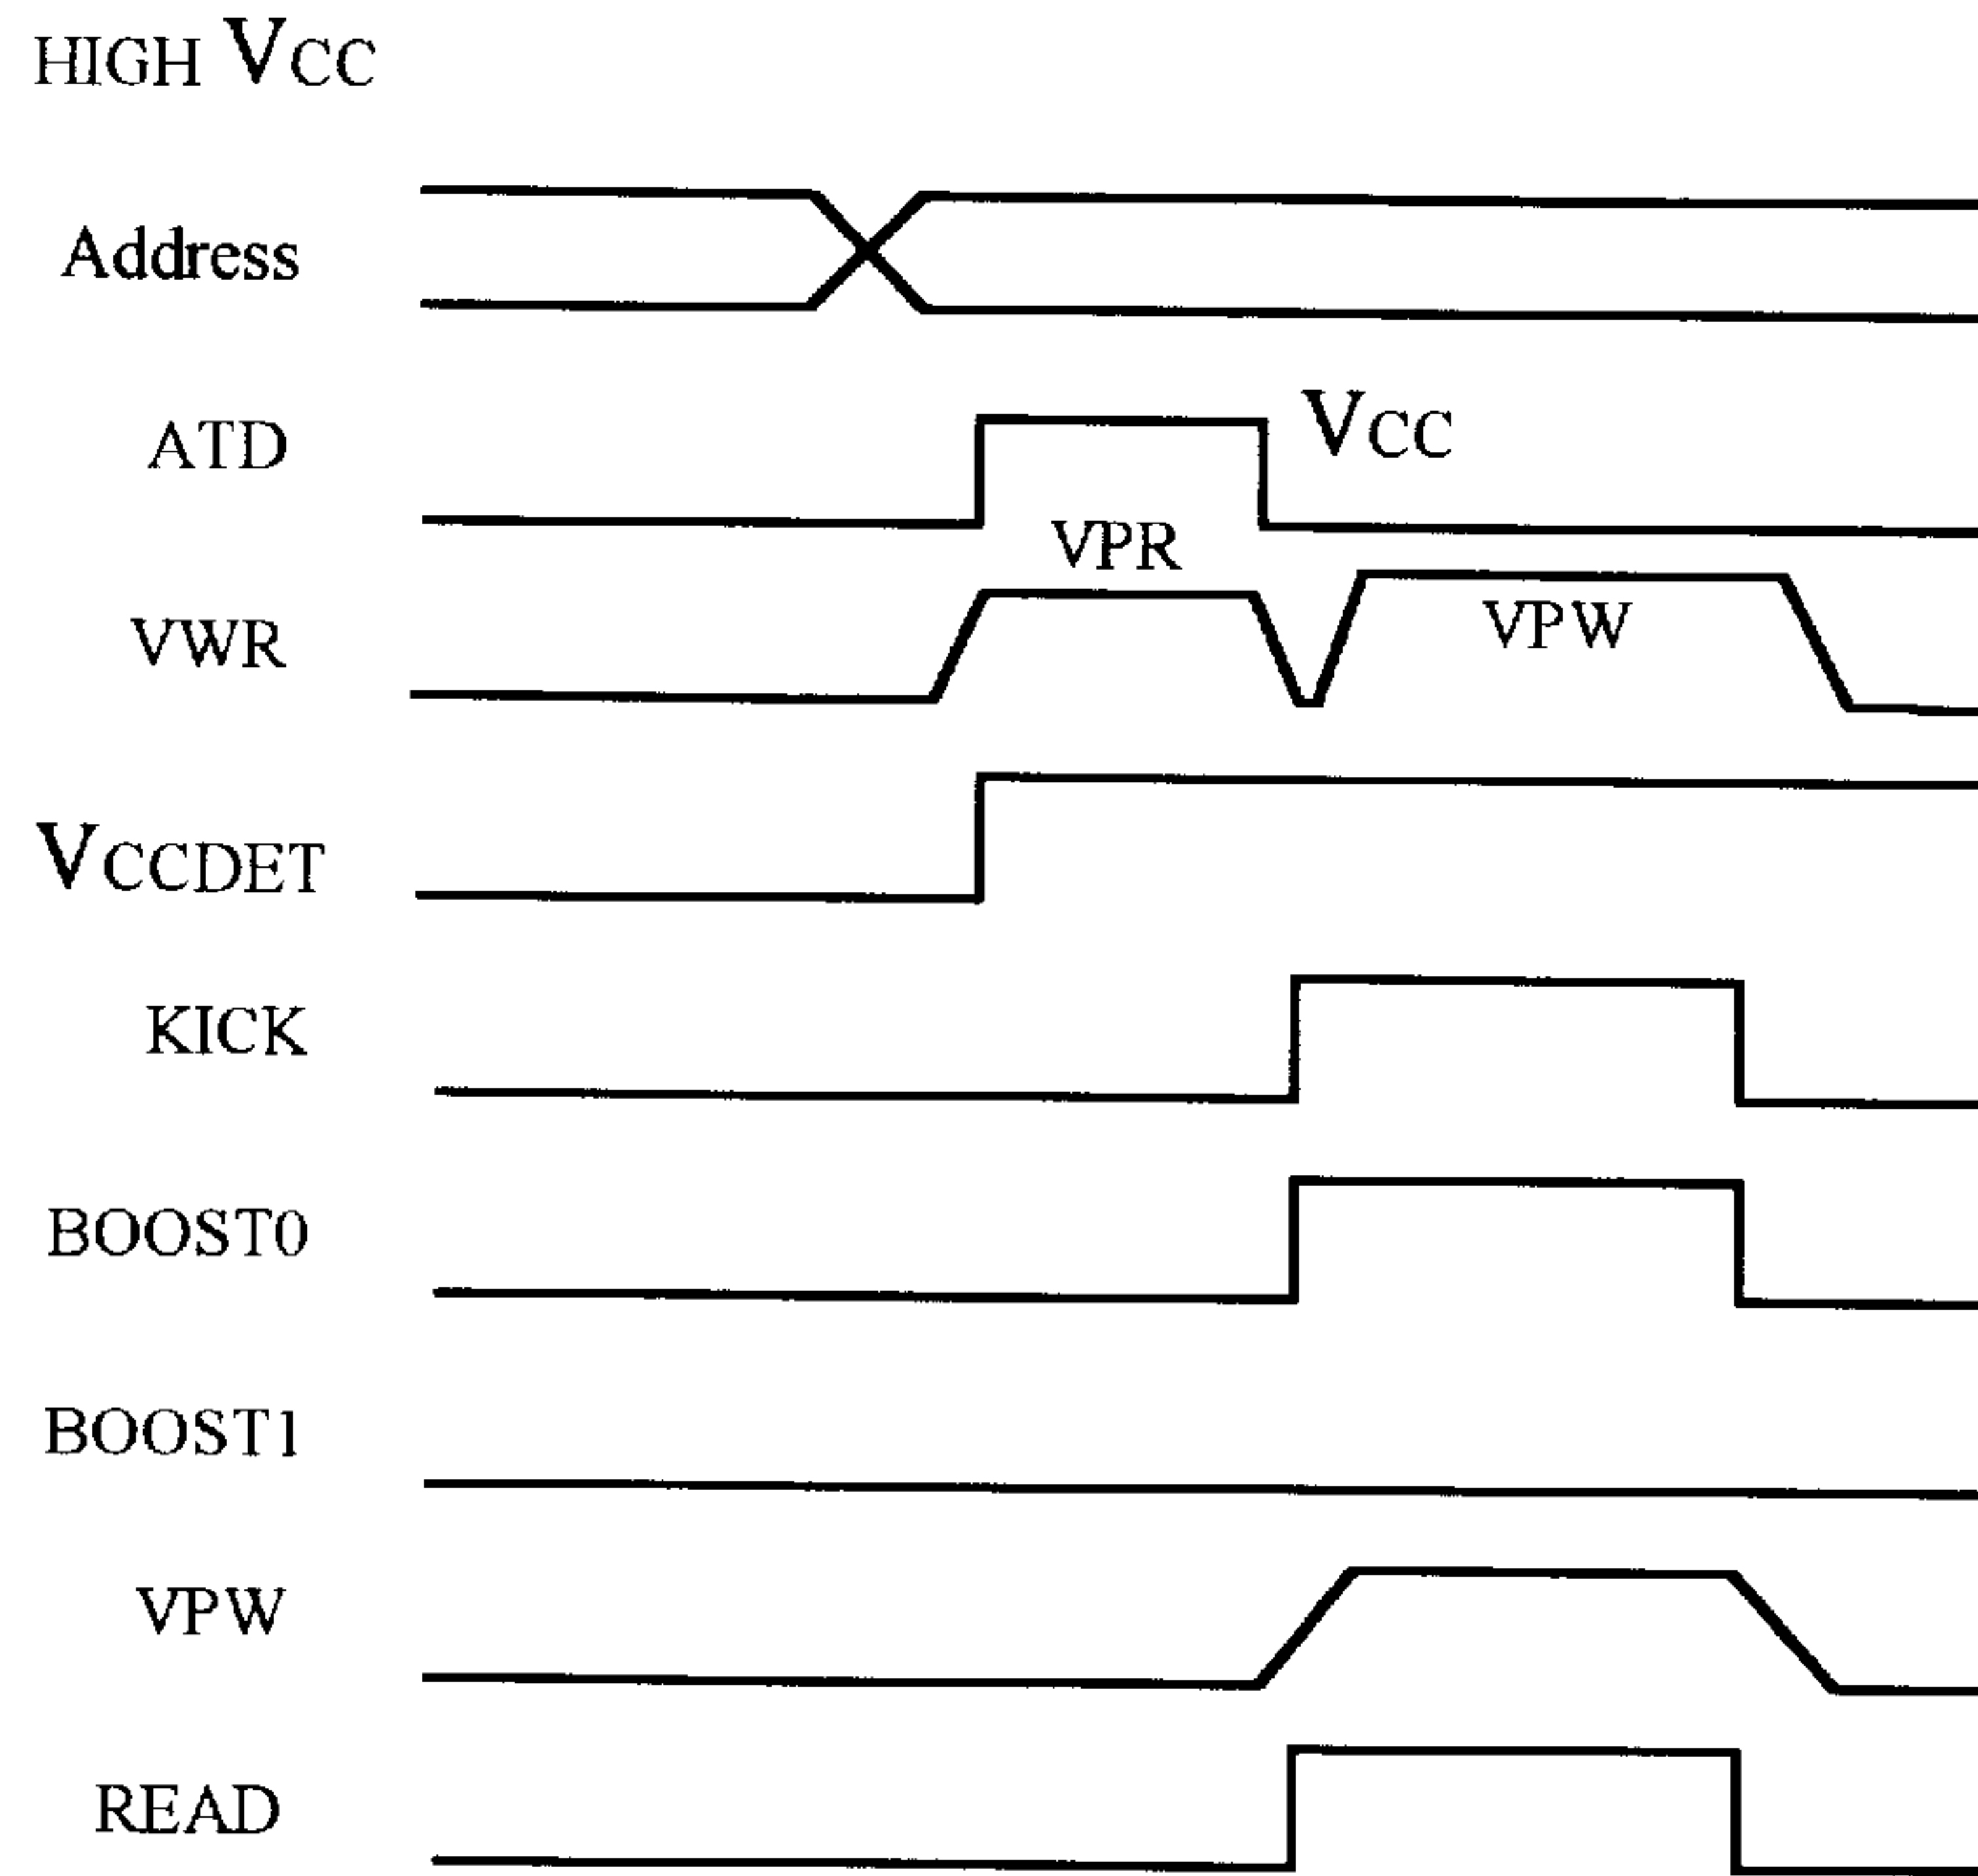 HIGH VCC
Address
ATD
VCC
VPR
VWR
VPW
VCCDET
KICK
BOOST0
BOOST1
VPW
READ